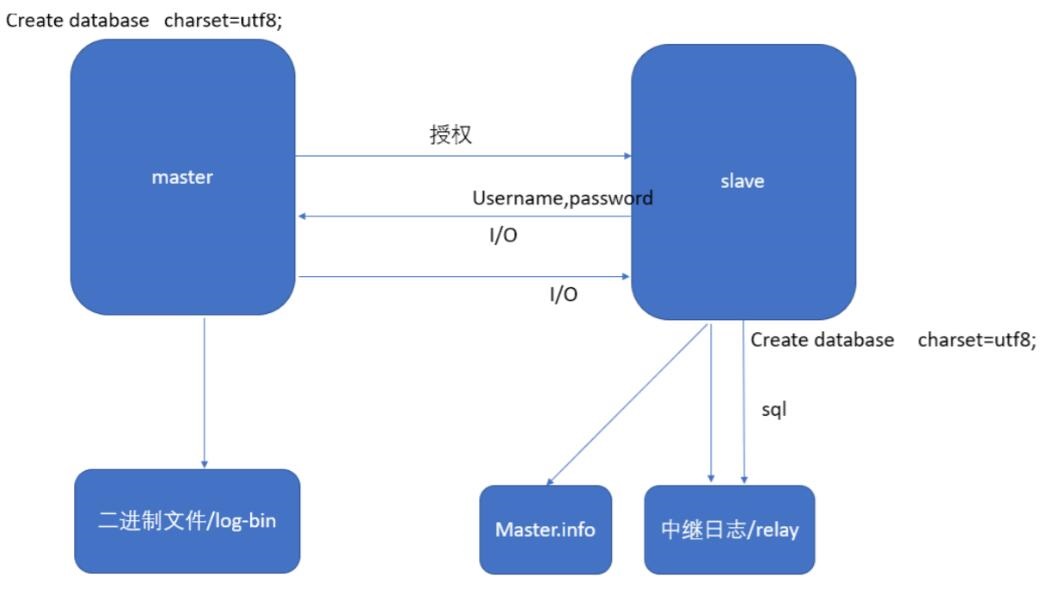 Create database charset=utf8;
master
授权
slave
Username,password
I/O
I/O
Create database charset=utf8;
sql
二进制文件/log-bin
Master.info
中继日志/relay